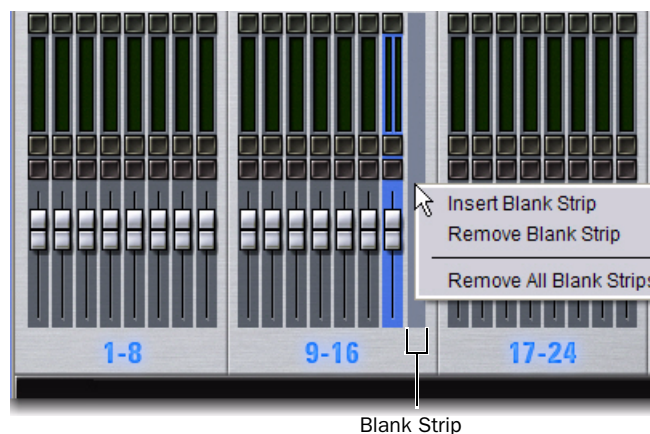 Insert Blank Strip
Remove Blank Strip
Remove All Blank Strips
1-8
9-16
17-24
Blank Strip